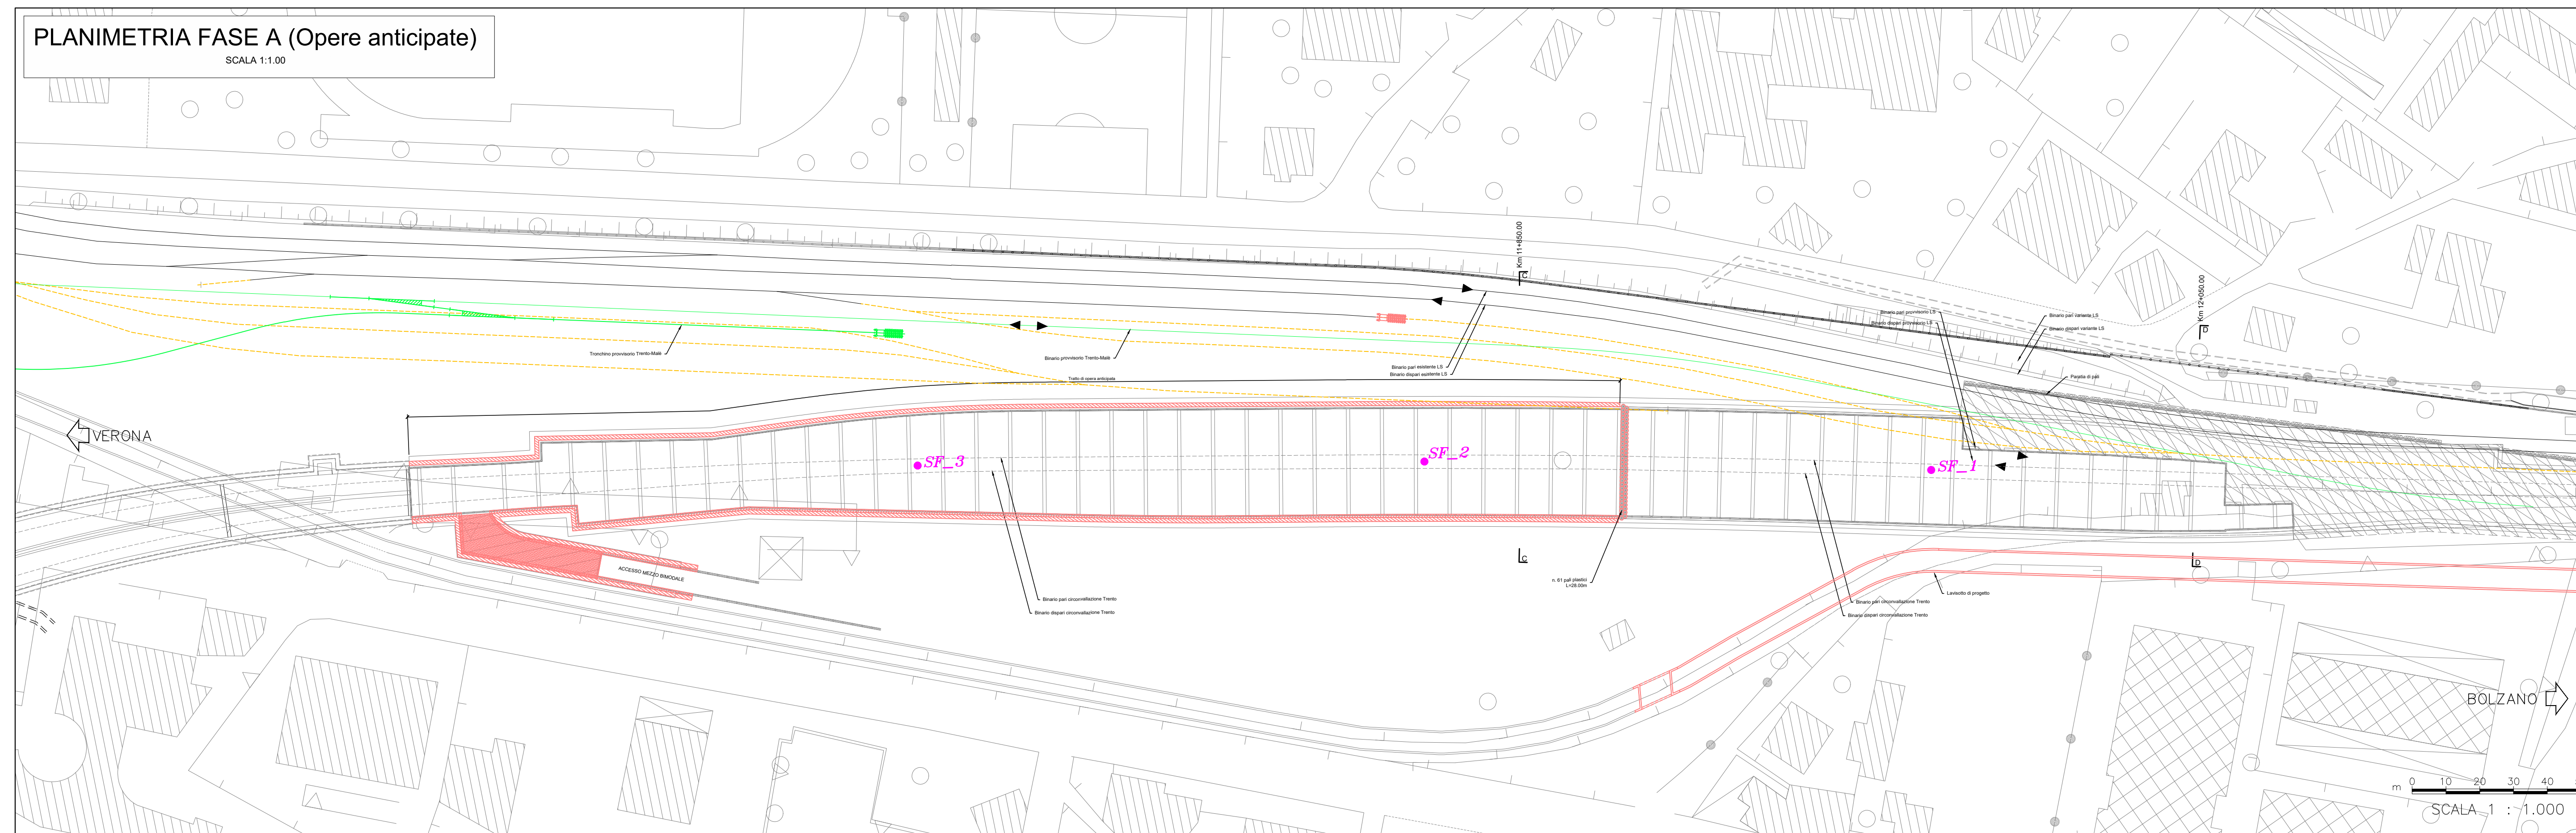 PLANIMETRIA FASE A (Opere anticipate)
SCALA 1:1.00
Km 11+850.00
C
Km 12+050.00
D
Binario pari provvisorio LS
Binario dispari provvisorio LS
Binario pari variante LS
Binario dispari variante LS
Tronchino provvisorio Trento-Malè
Binario provvisorio Trento-Malè
Binario pari esistente LS
Binario dispari esistente LS
Tratto di opera anticipata
Paratia di pali
VERONA
SF_3
SF_2
SF_1
ACCESSO MEZZO BIMODALE
C
D
n. 61 pali plastici
L=28.00m
Lavisotto di progetto
Binario pari circonvallazione Trento
Binario dispari circonvallazione Trento
Binario pari circonvallazione Trento
Binario dispari circonvallazione Trento
BOLZANO
m 0 10 20 30 40
SCALA 1 : 1.000